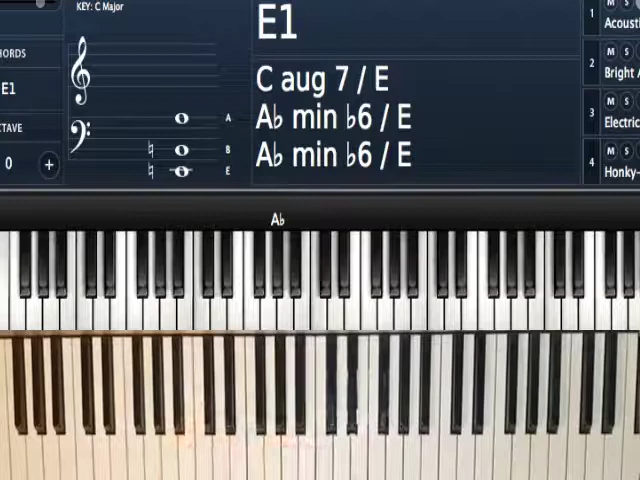 KEY: C Major
E1
1
M S
HORDS
C aug 7 / E
2
M S
E1
Bright
A♭ min ♭6 / E
A
3
M S
CTAVE
Electric
0
+
B
A♭ min ♭6 / E
4
M S
E
Honky-
A♭